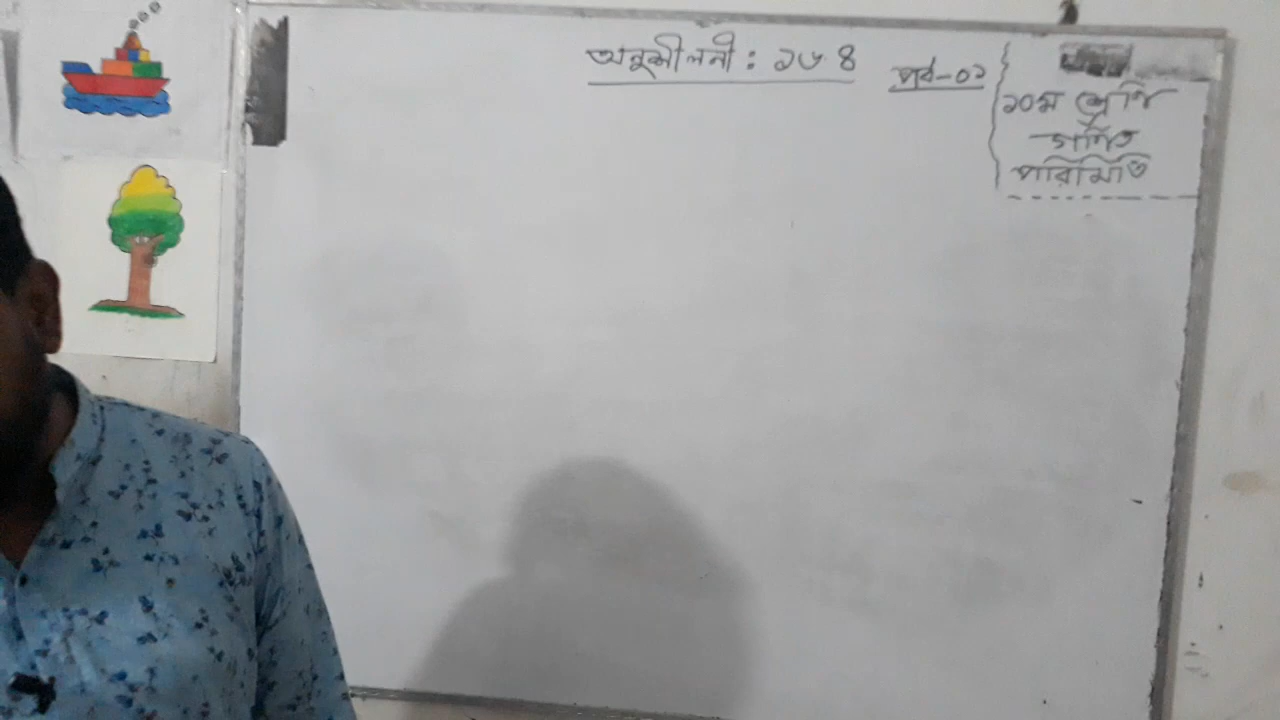 অনুশীলনী : ১৬.৪
পর্ব-০১
১০ম শ্রেণি
গণিত
পরিমিতি